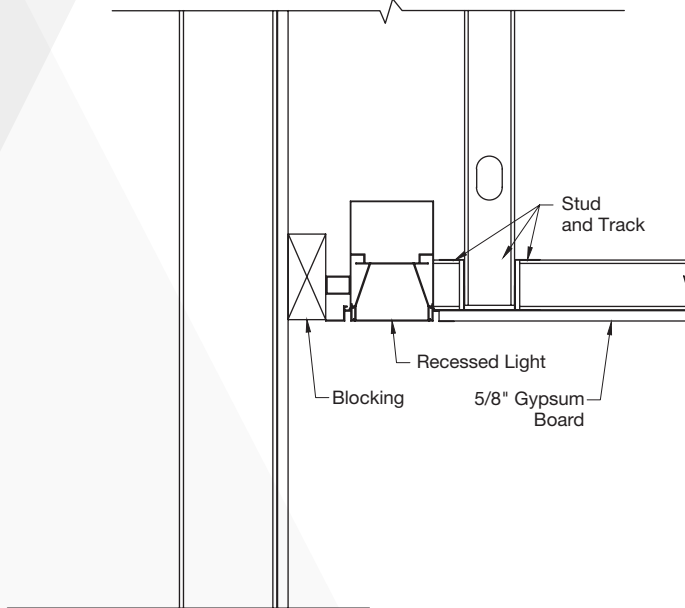 Stud
and Track
Recessed Light
Blocking
5/8" Gypsum
Board